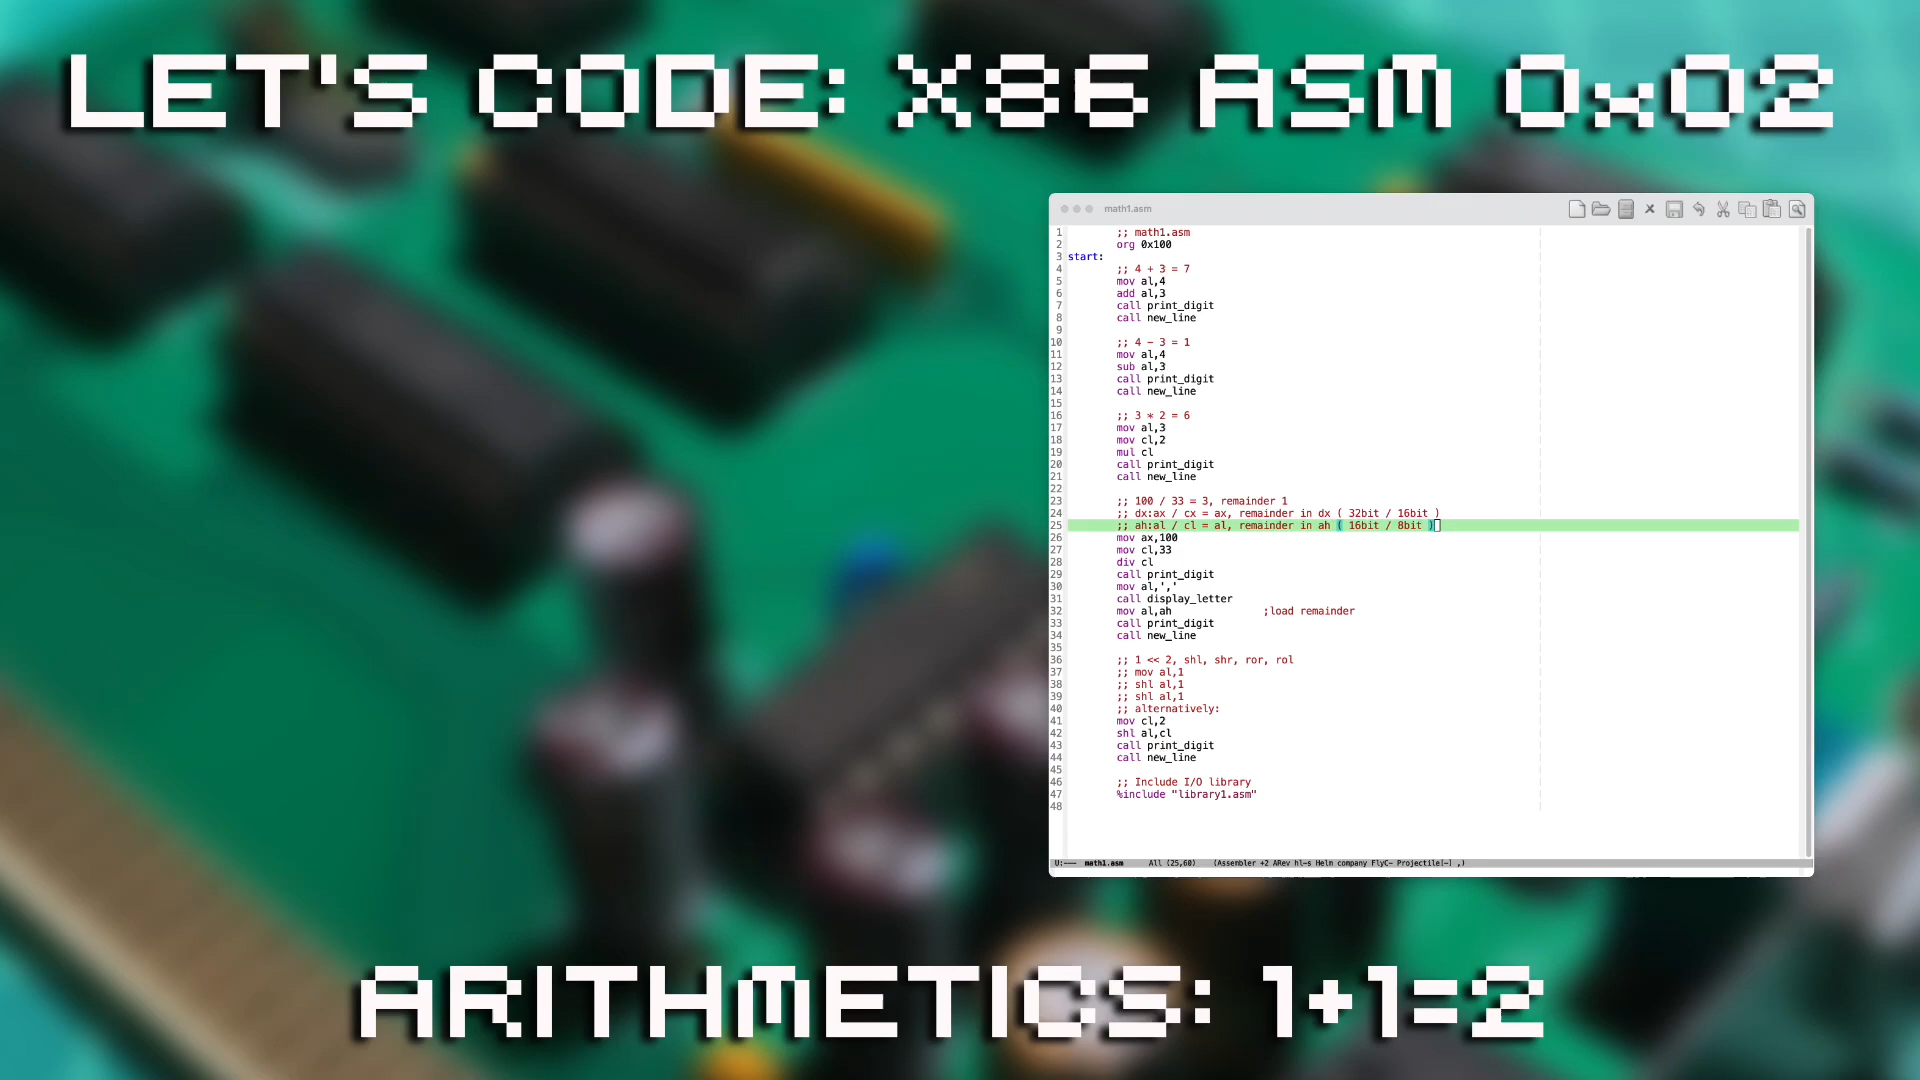 LET'S CODE: X86 ASM 0x02
math1.asm
1 ;; math1.asm
2 org 0x100
3 start:
4 ;; 4 + 3 = 7
5 mov al,4
6 add al,3
7 call print_digit
8 call new_line
9
10 ;; 4 - 3 = 1
11 mov al,4
12 sub al,3
13 call print_digit
14 call new_line
15
16 ;; 3 * 2 = 6
17 mov al,3
18 mov cl,2
19 mul cl
20 call print_digit
21 call new_line
22
23 ;; 100 / 33 = 3, remainder 1
24 ;; dx:ax / cx = ax, remainder in dx ( 32bit / 16bit )
25 ;; ah:al / cl = al, remainder in ah ( 16bit / 8bit )
26 mov ax,100
27 mov cl,33
28 div cl
29 call print_digit
30 mov al,','
31 call display_letter
32 mov al,ah ;load remainder
33 call print_digit
34 call new_line
35
36 ;; 1 << 2, shl, shr, ror, rol
37 ;; mov al,1
38 ;; shl al,1
39 ;; shl al,1
40 ;; alternatively:
41 mov cl,2
42 shl al,cl
43 call print_digit
44 call new_line
45
46 ;; Include I/O library
47 %include "library1.asm"
48
U:--- math1.asm All (25,60) (Assembler +2 ARev hl-s Helm company FlyC- Projectile[-] ,)
ARITHMETICS: 1+1=2